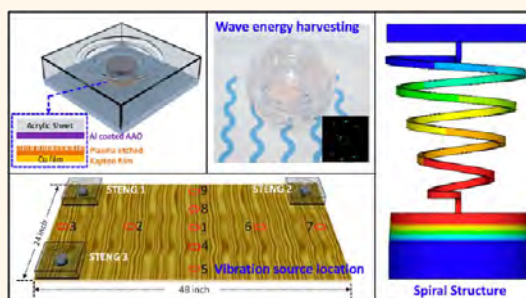 Acrylic Sheet
Al coated AAO
Plasma etched
Kapton Film
Cu Film
Wave energy harvesting
STENG 1
STENG 2
STENG 3
9
8
3
2
1
6
7
4
5
24 inch
48 inch
Vibration source location
Spiral Structure